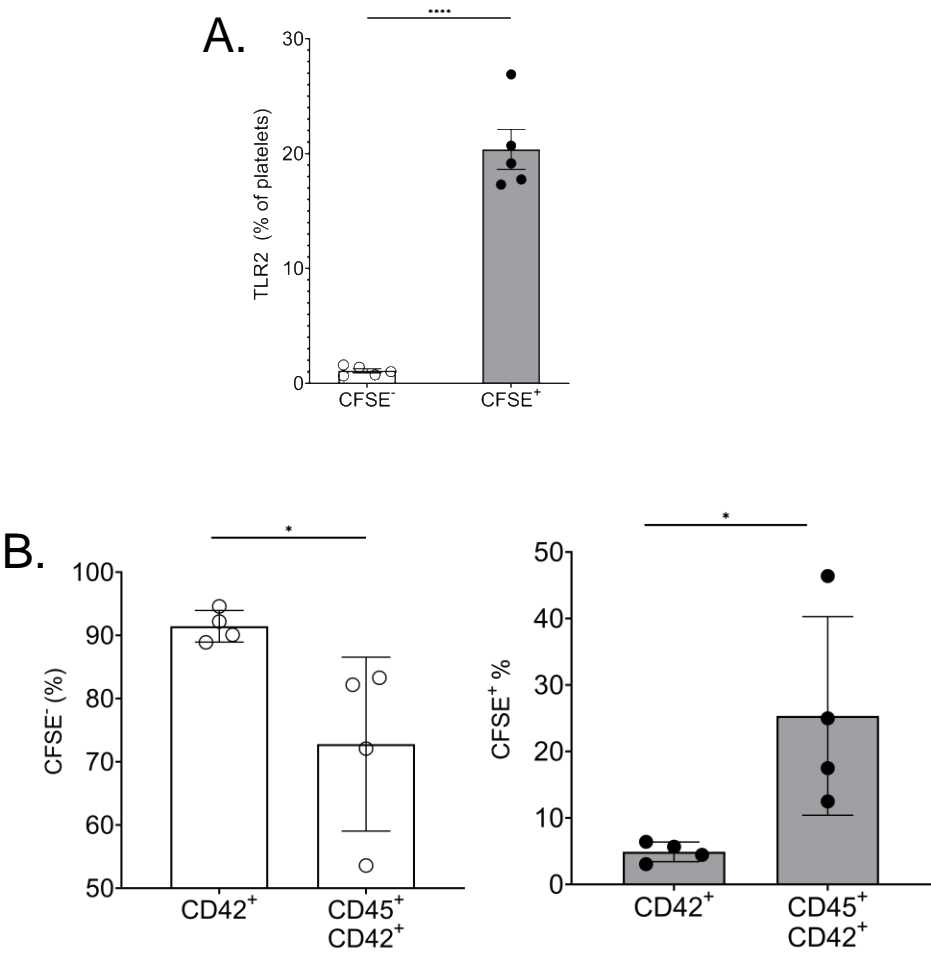 A.
****
30
20
10
0
TLR2 (% of platelets)
CFSE⁻ CFSE⁺
B.
*
100
90
80
70
60
50
CFSE⁻ (%)
CD42⁺ CD45⁺
CD42⁺
*
50
40
30
20
10
0
CFSE⁺ %
CD42⁺ CD45⁺
CD42⁺